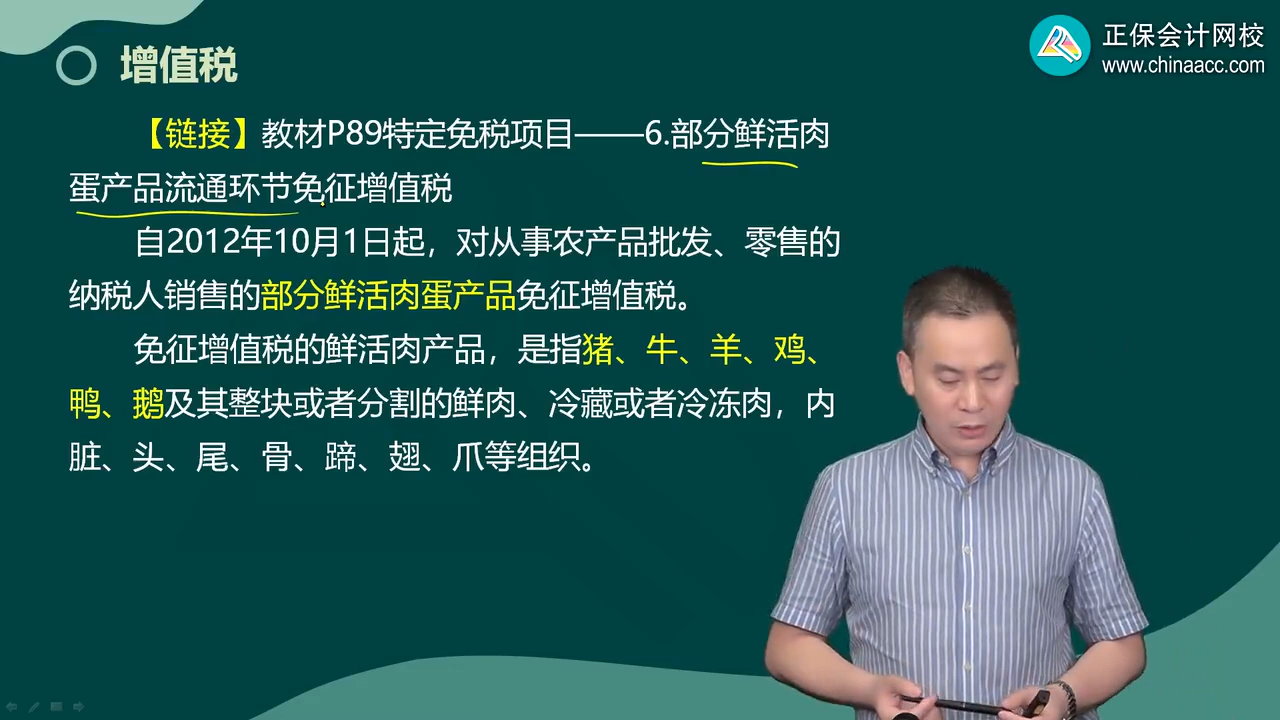 增值税
正保会计网校
www.chinaacc.com
【链接】教材P89特定免税项目——6.部分鲜活肉
蛋产品流通环节免征增值税
自2012年10月1日起，对从事农产品批发、零售的
纳税人销售的部分鲜活肉蛋产品免征增值税。
免征增值税的鲜活肉产品，是指猪、牛、羊、鸡、
鸭、鹅及其整块或者分割的鲜肉、冷藏或者冷冻肉，内
脏、头、尾、骨、蹄、翅、爪等组织。